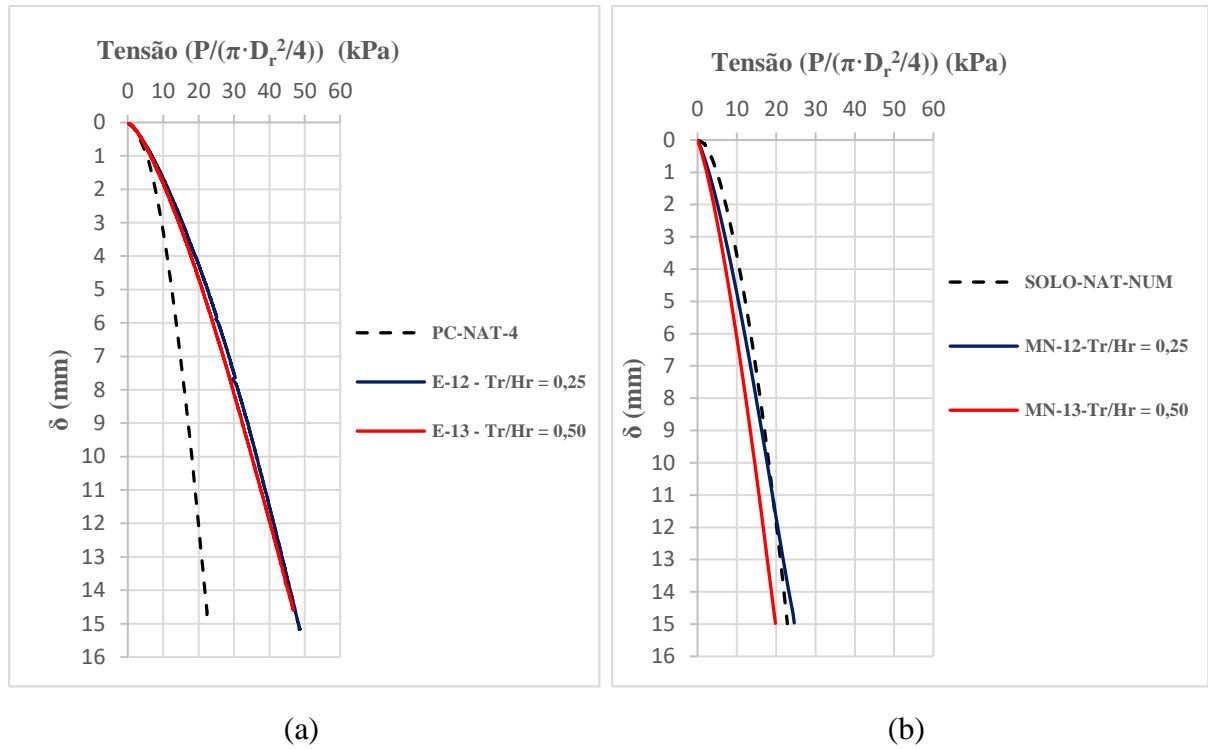 Tensão (P/(π·Dᵣ²/4)) (kPa)
0 10 20 30 40 50 60
0
1
2
3
4
5
6
7
8
9
10
11
12
13
14
15
16
δ (mm)
PC-NAT-4
E-12 - Tr/Hr = 0,25
E-13 - Tr/Hr = 0,50
(a)
Tensão (P/(π·Dᵣ²/4)) (kPa)
0 10 20 30 40 50 60
0
1
2
3
4
5
6
7
8
9
10
11
12
13
14
15
16
δ (mm)
SOLO-NAT-NUM
MN-12-Tr/Hr = 0,25
MN-13-Tr/Hr = 0,50
(b)